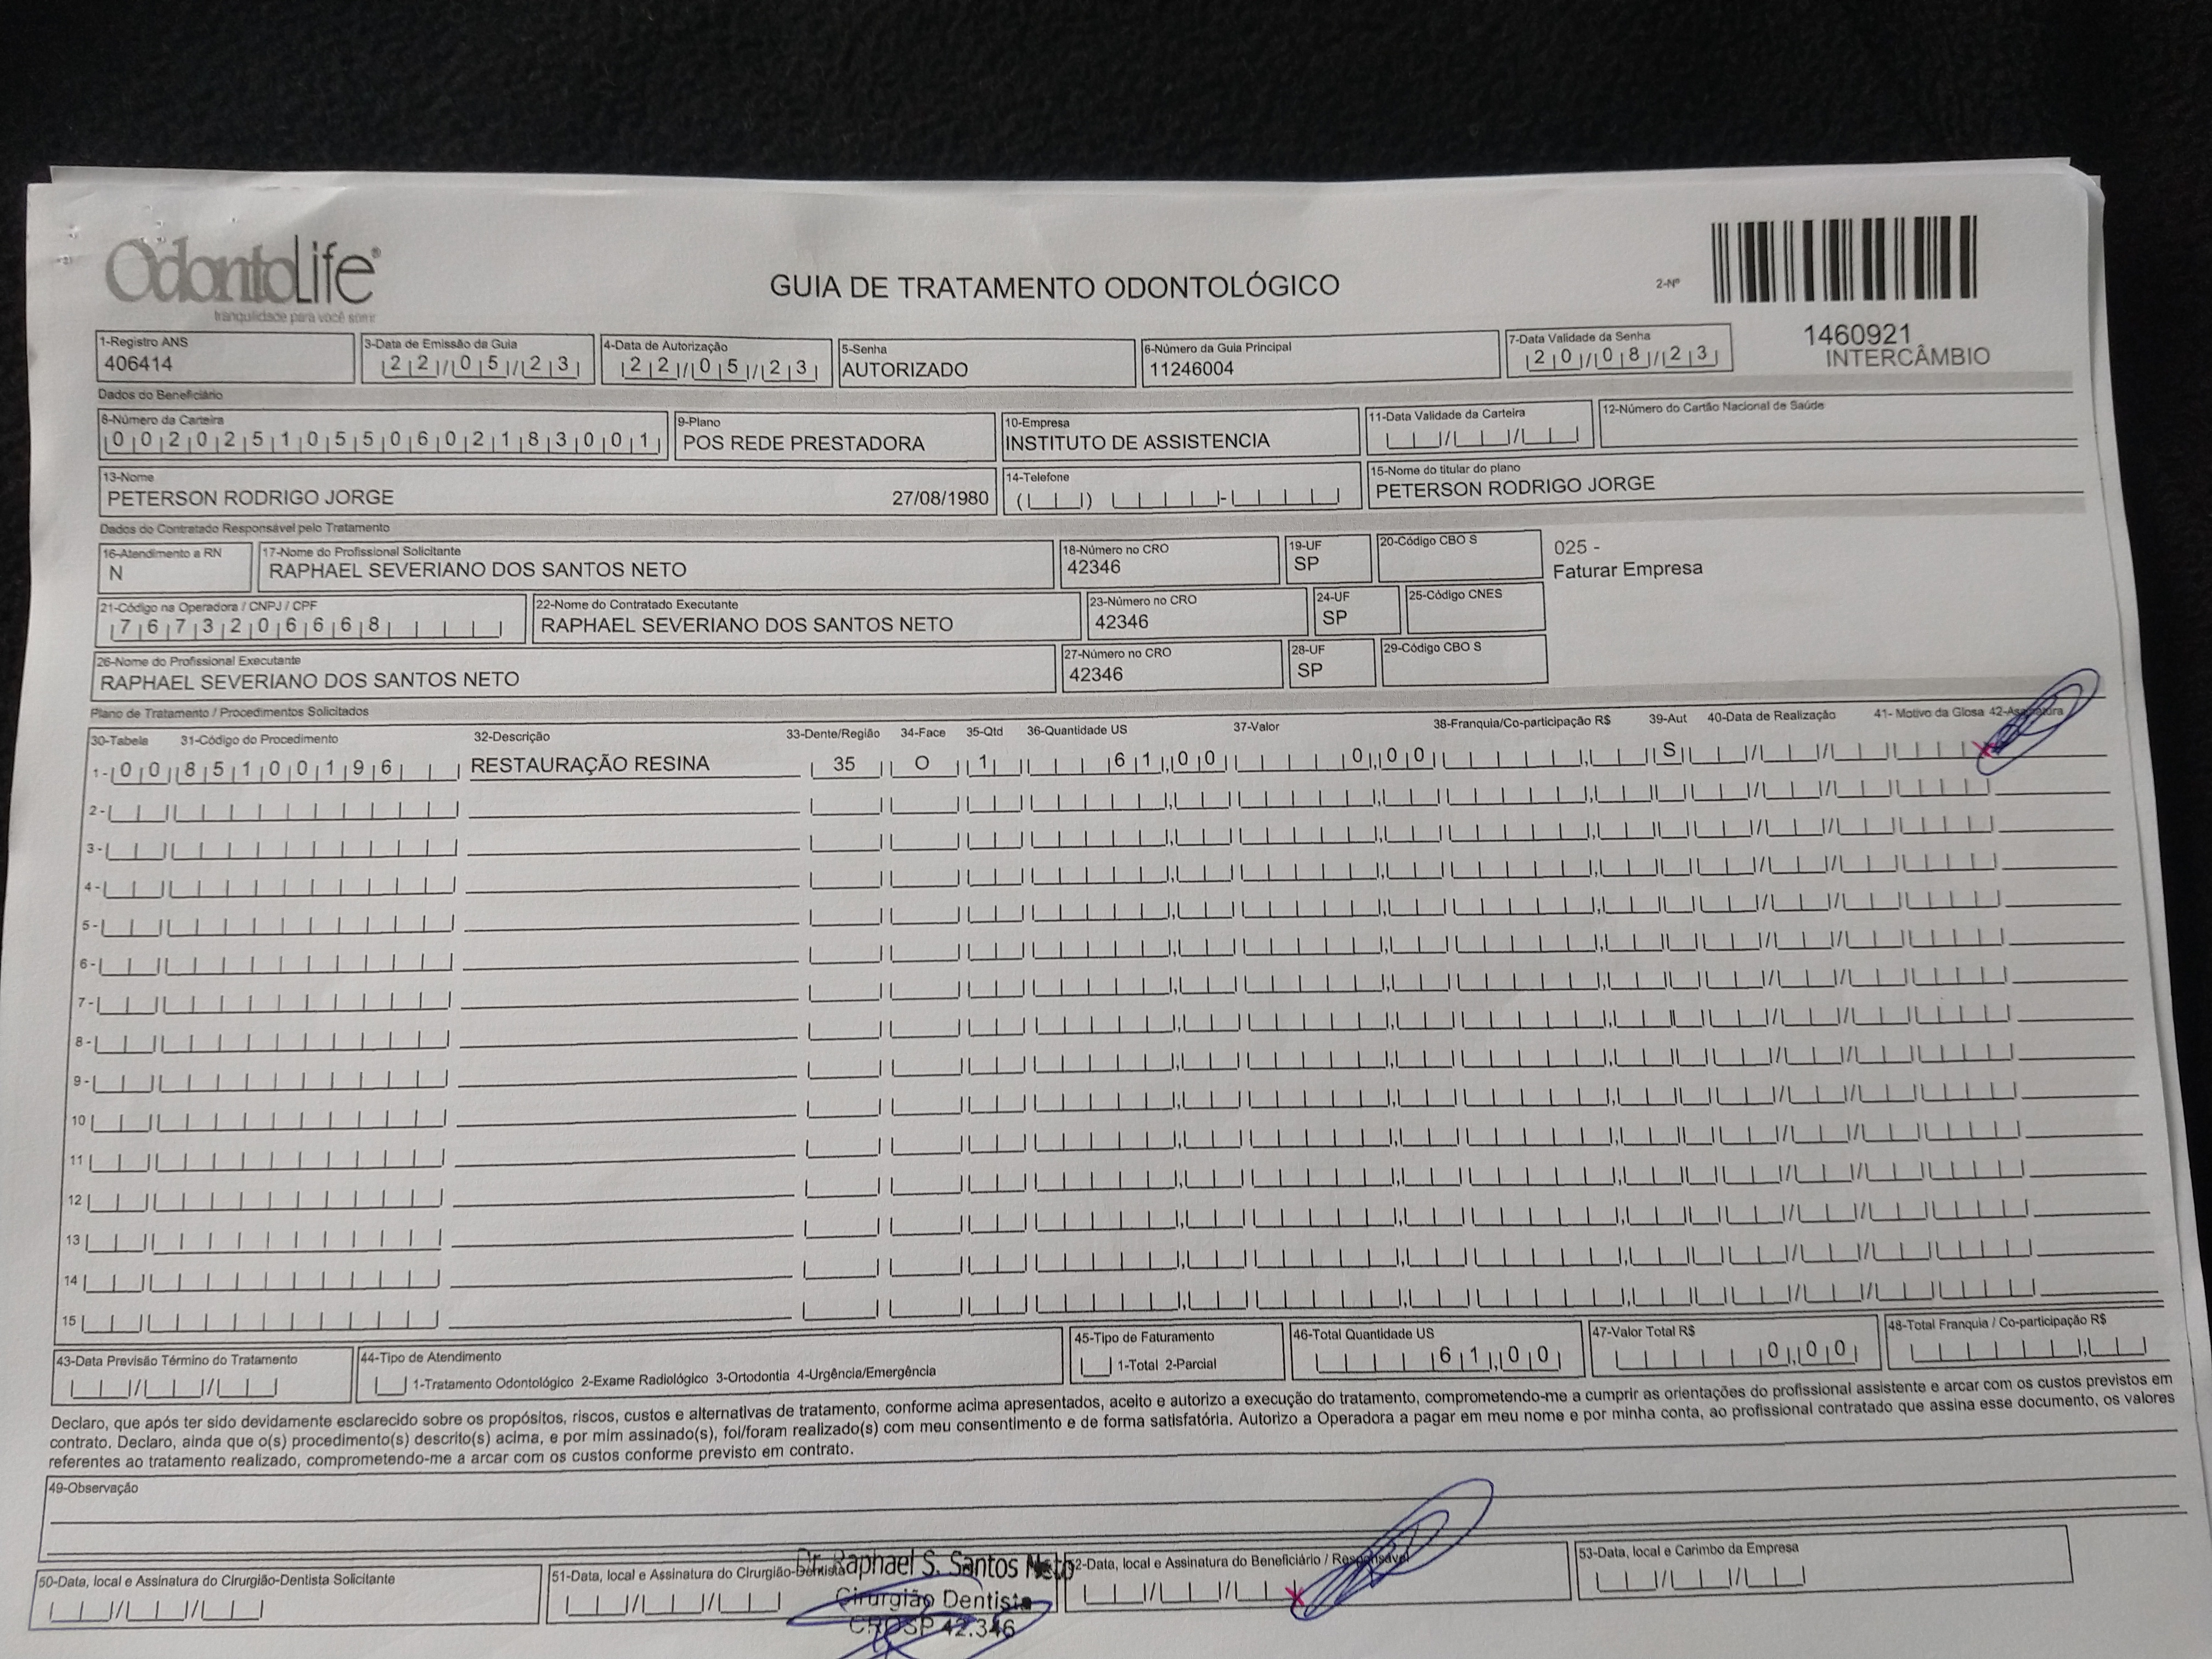 OdontoLife®
tranquilidade para você sorrir
GUIA DE TRATAMENTO ODONTOLÓGICO
2-Nº
1460921
INTERCÂMBIO
1-Registro ANS
406414
3-Data de Emissão da Guia
22/05/23
4-Data de Autorização
22/05/23
5-Senha
AUTORIZADO
6-Número da Guia Principal
11246004
7-Data Validade da Senha
20/08/23
Dados do Beneficiário
8-Número da Carteira
0020251055060218300 1
9-Plano
POS REDE PRESTADORA
10-Empresa
INSTITUTO DE ASSISTENCIA
11-Data Validade da Carteira
12-Número do Cartão Nacional de Saúde
13-Nome
PETERSON RODRIGO JORGE 27/08/1980
14-Telefone
15-Nome do titular do plano
PETERSON RODRIGO JORGE
Dados do Contratado Responsável pelo Tratamento
16-Atendimento a RN
N
17-Nome do Profissional Solicitante
RAPHAEL SEVERIANO DOS SANTOS NETO
18-Número no CRO
42346
19-UF
SP
20-Código CBO S
025 -
Faturar Empresa
21-Código na Operadora / CNPJ / CPF
76732066668
22-Nome do Contratado Executante
RAPHAEL SEVERIANO DOS SANTOS NETO
23-Número no CRO
42346
24-UF
SP
25-Código CNES
26-Nome do Profissional Executante
RAPHAEL SEVERIANO DOS SANTOS NETO
27-Número no CRO
42346
28-UF
SP
29-Código CBO S
Plano de Tratamento / Procedimentos Solicitados
30-Tabela 31-Código do Procedimento 32-Descrição 33-Dente/Região 34-Face 35-Qtd 36-Quantidade US 37-Valor 38-Franquia/Co-participação R$ 39-Aut 40-Data de Realização 41- Motivo da Glosa 42-Assinatura
1- 00 85100196 RESTAURAÇÃO RESINA 35 O 1 61,00 0,00 S
2-
3-
4-
5-
6-
7-
8-
9-
10
11
12
13
14
15
43-Data Previsão Término do Tratamento
44-Tipo de Atendimento
1-Tratamento Odontológico 2-Exame Radiológico 3-Ortodontia 4-Urgência/Emergência
45-Tipo de Faturamento
1-Total 2-Parcial
46-Total Quantidade US
61,00
47-Valor Total R$
0,00
48-Total Franquia / Co-participação R$
Declaro, que após ter sido devidamente esclarecido sobre os propósitos, riscos, custos e alternativas de tratamento, conforme acima apresentados, aceito e autorizo a execução do tratamento, comprometendo-me a cumprir as orientações do profissional assistente e arcar com os custos previstos em
contrato. Declaro, ainda que o(s) procedimento(s) descrito(s) acima, e por mim assinado(s), foi/foram realizado(s) com meu consentimento e de forma satisfatória. Autorizo a Operadora a pagar em meu nome e por minha conta, ao profissional contratado que assina esse documento, os valores
referentes ao tratamento realizado, comprometendo-me a arcar com os custos conforme previsto em contrato.
49-Observação
50-Data, local e Assinatura do Cirurgião-Dentista Solicitante
51-Data, local e Assinatura do Cirurgião-Dentista
Dr. Raphael S. Santos Neto
Cirurgião Dentista
CROSP 42.346
52-Data, local e Assinatura do Beneficiário / Responsável
53-Data, local e Carimbo da Empresa